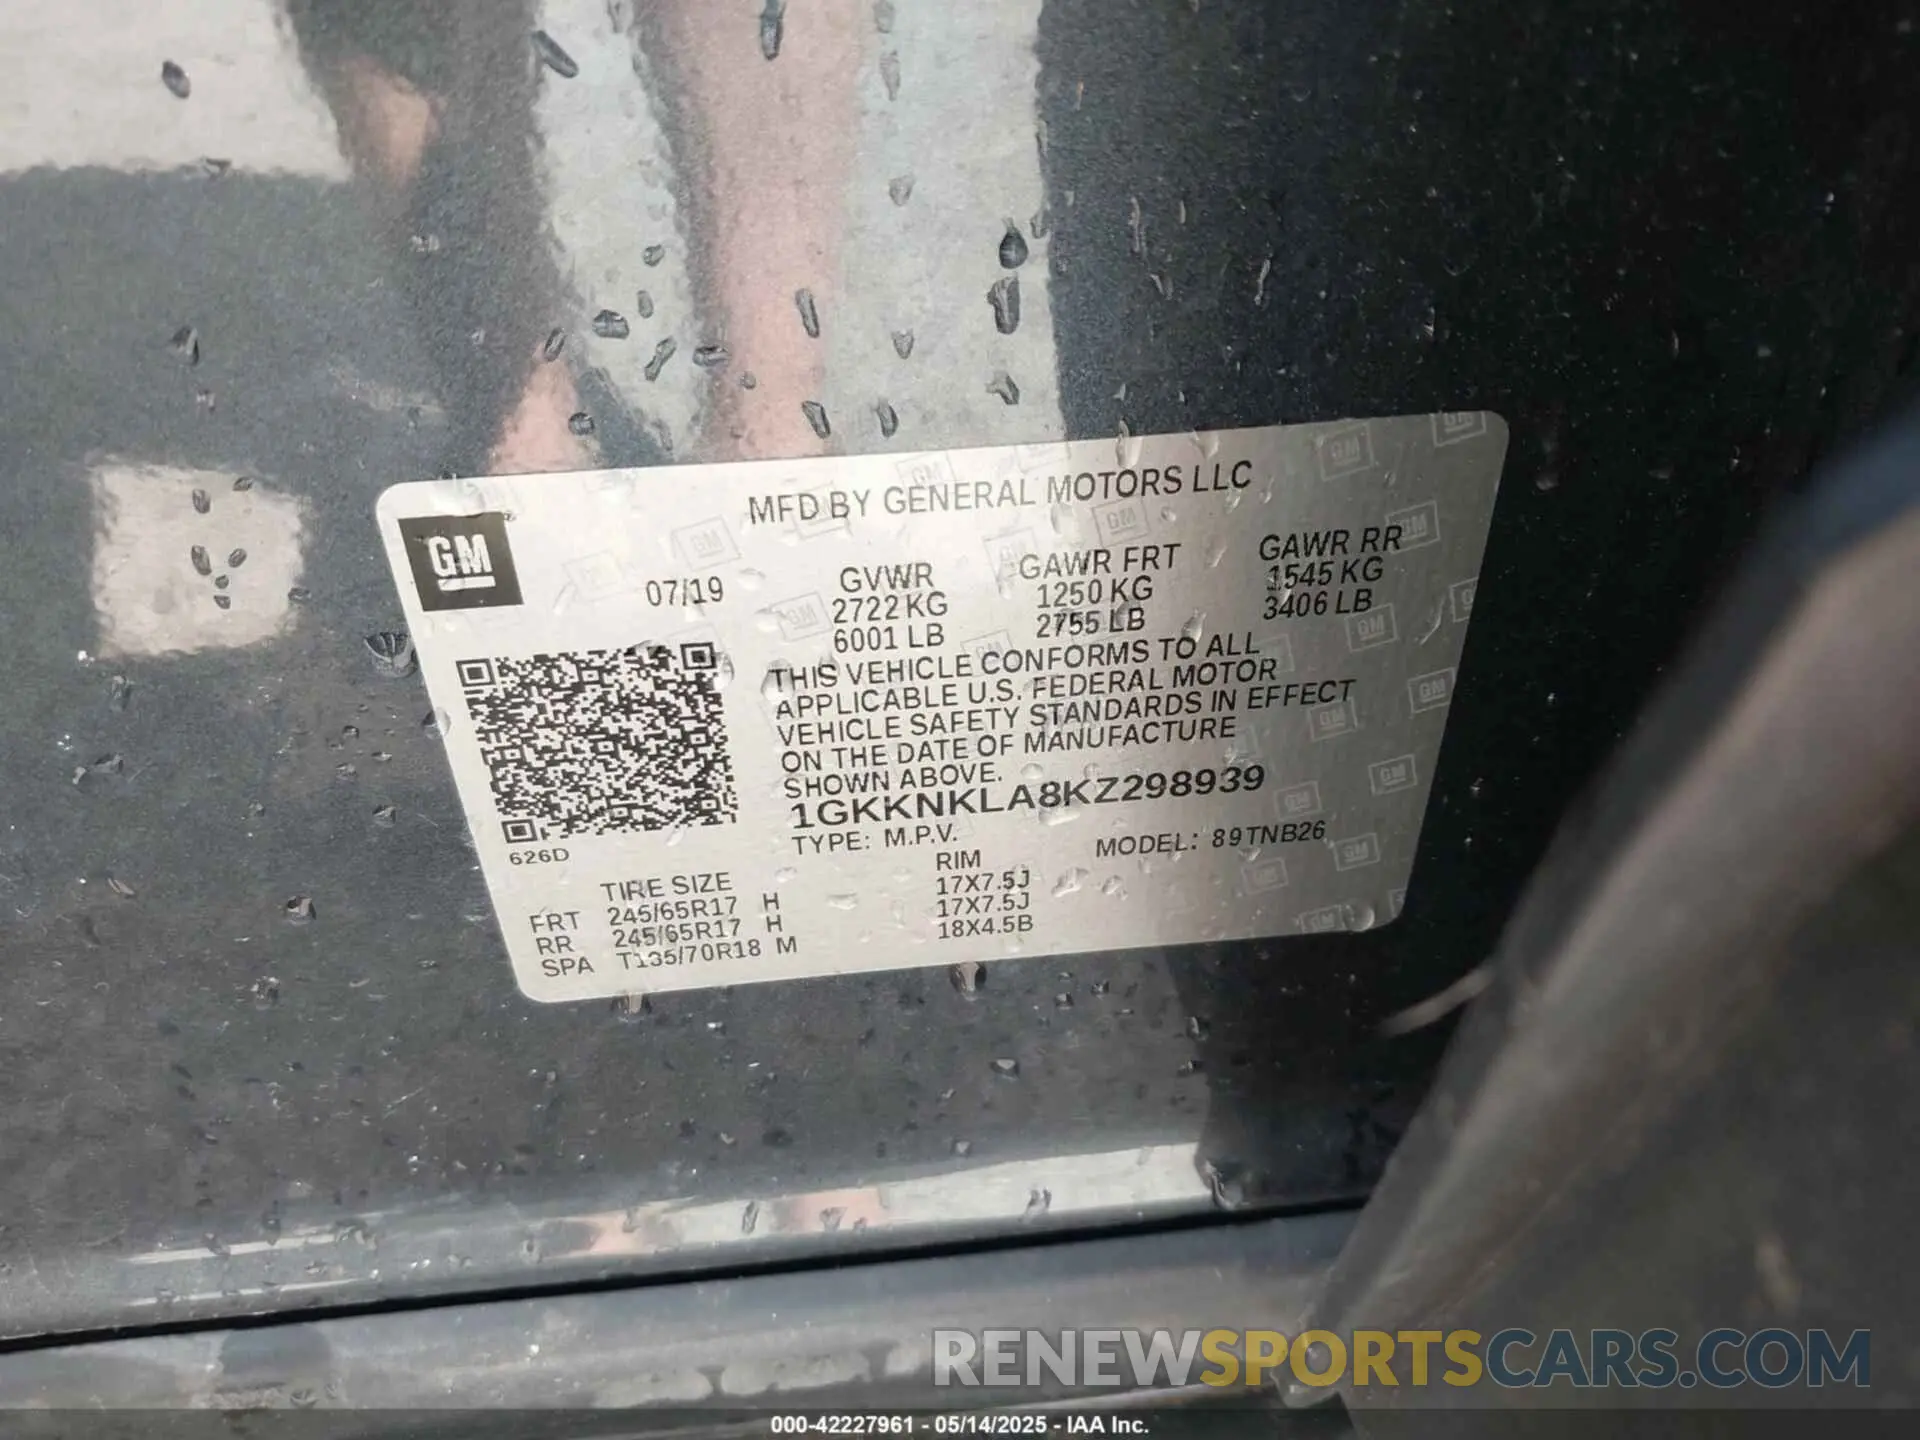 MFD BY GENERAL MOTORS LLC
GM
07/19
GVWR GAWR FRT GAWR RR
2722 KG 1250 KG 1545 KG
6001 LB 2755 LB 3406 LB
THIS VEHICLE CONFORMS TO ALL
APPLICABLE U.S. FEDERAL MOTOR
VEHICLE SAFETY STANDARDS IN EFFECT
ON THE DATE OF MANUFACTURE
SHOWN ABOVE.
1GKKNKLA8KZ298939
TYPE: M.P.V. MODEL: 89TNB26
626D
TIRE SIZE RIM
FRT 245/65R17 H 17X7.5J
RR 245/65R17 H 17X7.5J
SPA T135/70R18 M 18X4.5B
RENEWSPORTSCARS.COM
000-42227961 - 05/14/2025 - IAA Inc.